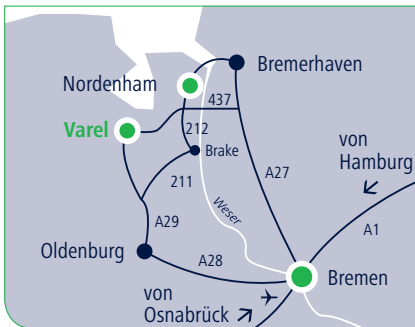 Bremerhaven
Nordenham
437
Varel
212
Brake
von
Hamburg
A27
211
Weser
A29
A1
Oldenburg
A28
Bremen
von
Osnabrück